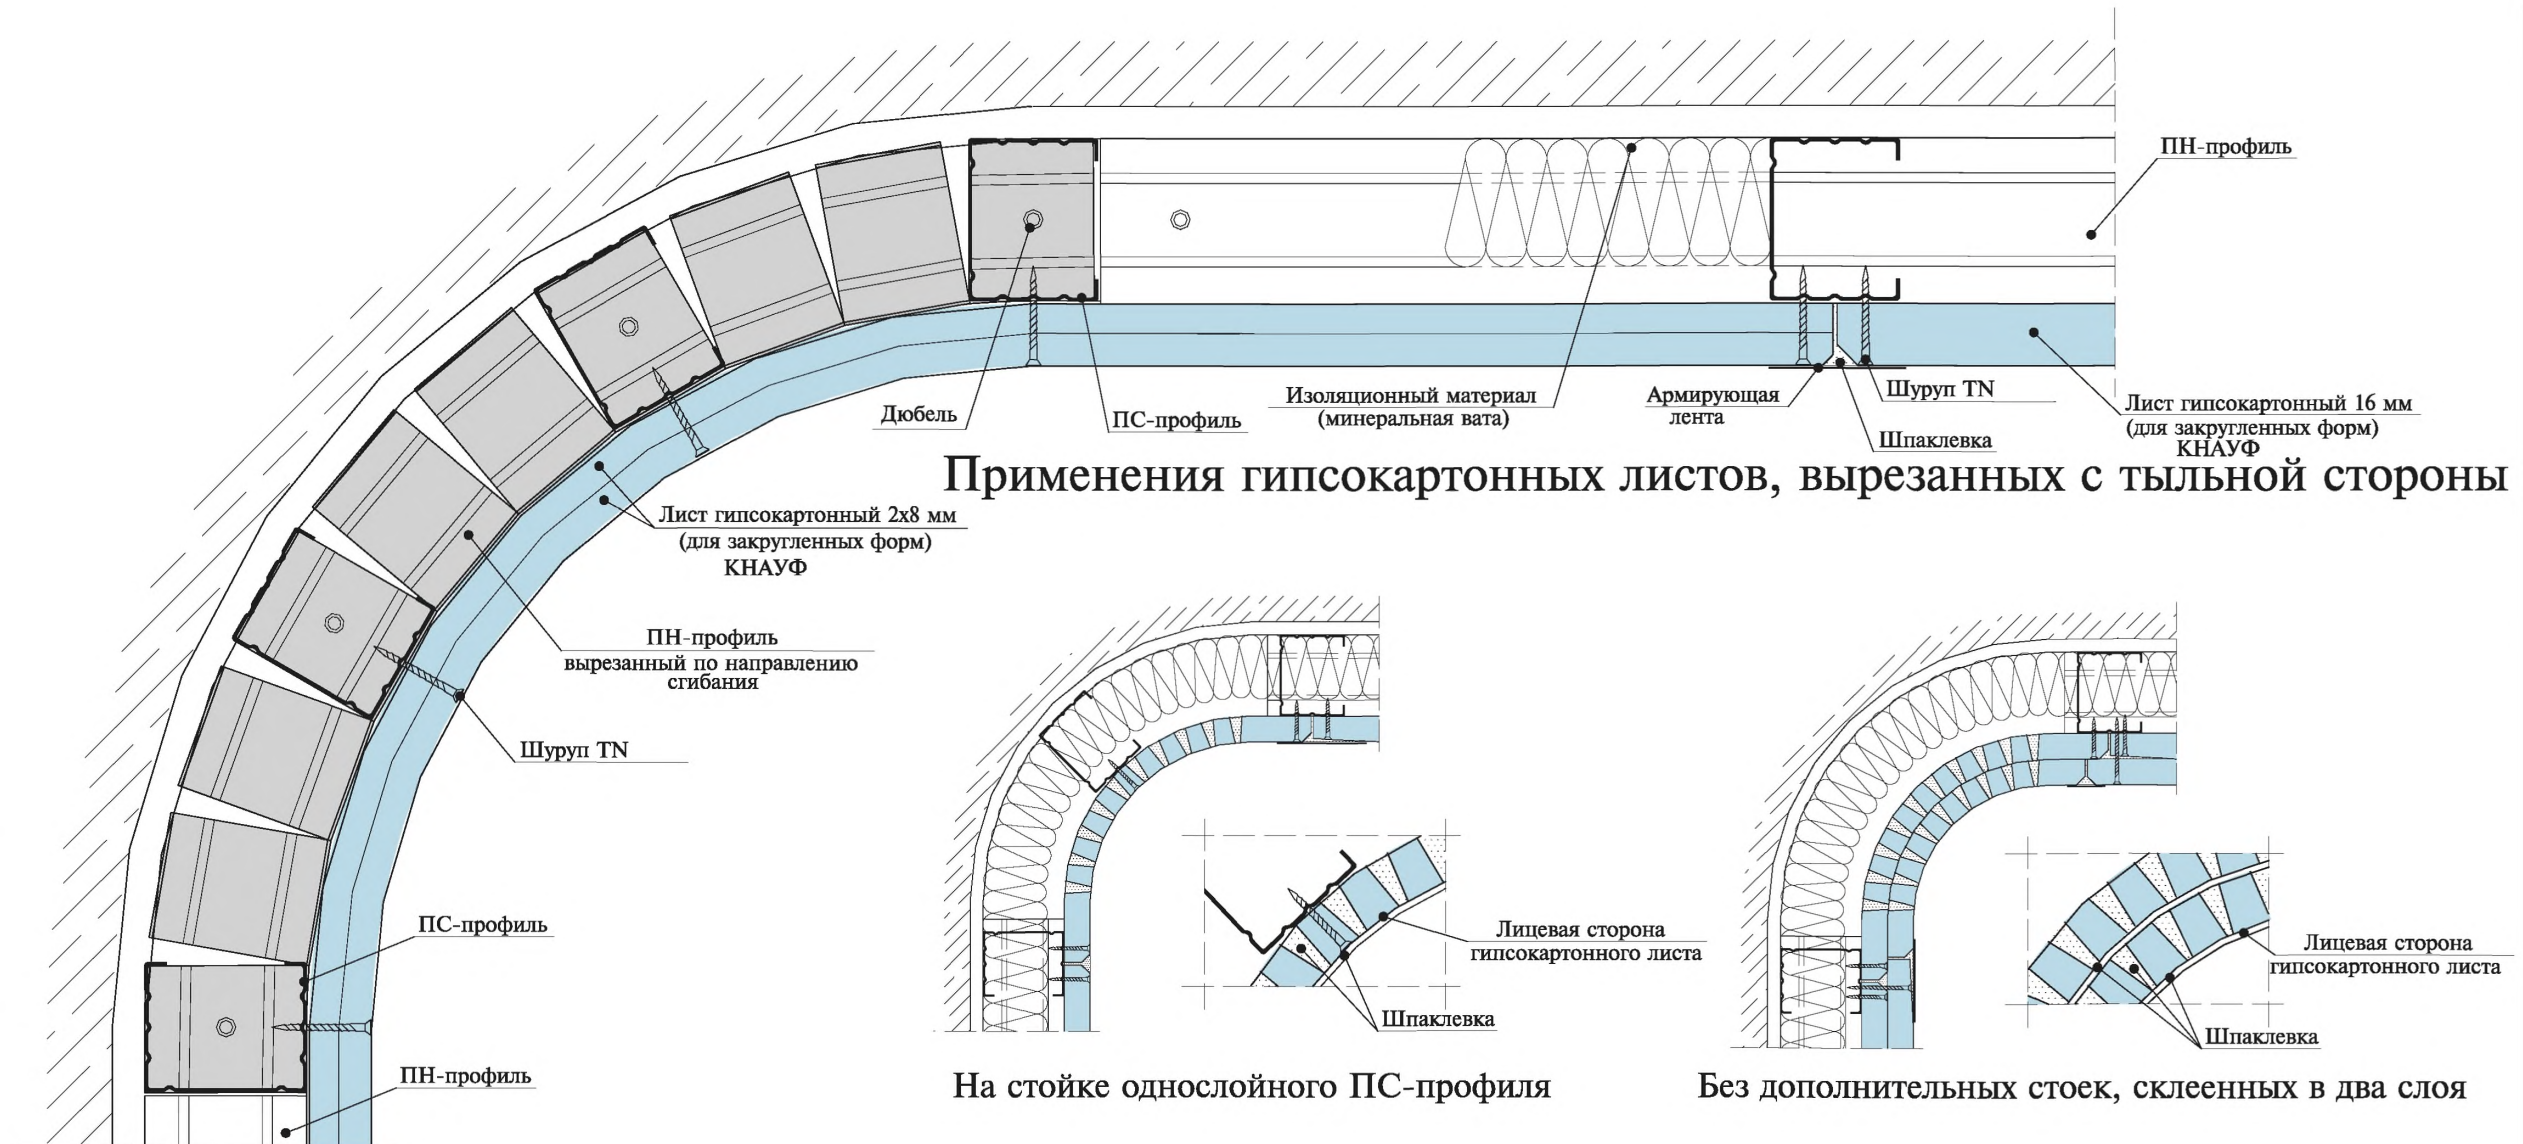 ПН-профиль
Дюбель
ПС-профиль
Изоляционный материал
(минеральная вата)
Армирующая
лента
Шуруп TN
Шпаклевка
Лист гипсокартонный 16 мм
(для закругленных форм)
КНАУФ
Применения гипсокартонных листов, вырезанных с тыльной стороны
Лист гипсокартонный 2х8 мм
(для закругленных форм)
КНАУФ
ПН-профиль
вырезанный по направлению
сгибания
Шуруп TN
ПС-профиль
ПН-профиль
Лицевая сторона
гипсокартонного листа
Шпаклевка
На стойке однослойного ПС-профиля
Лицевая сторона
гипсокартонного листа
Шпаклевка
Без дополнительных стоек, склеенных в два слоя